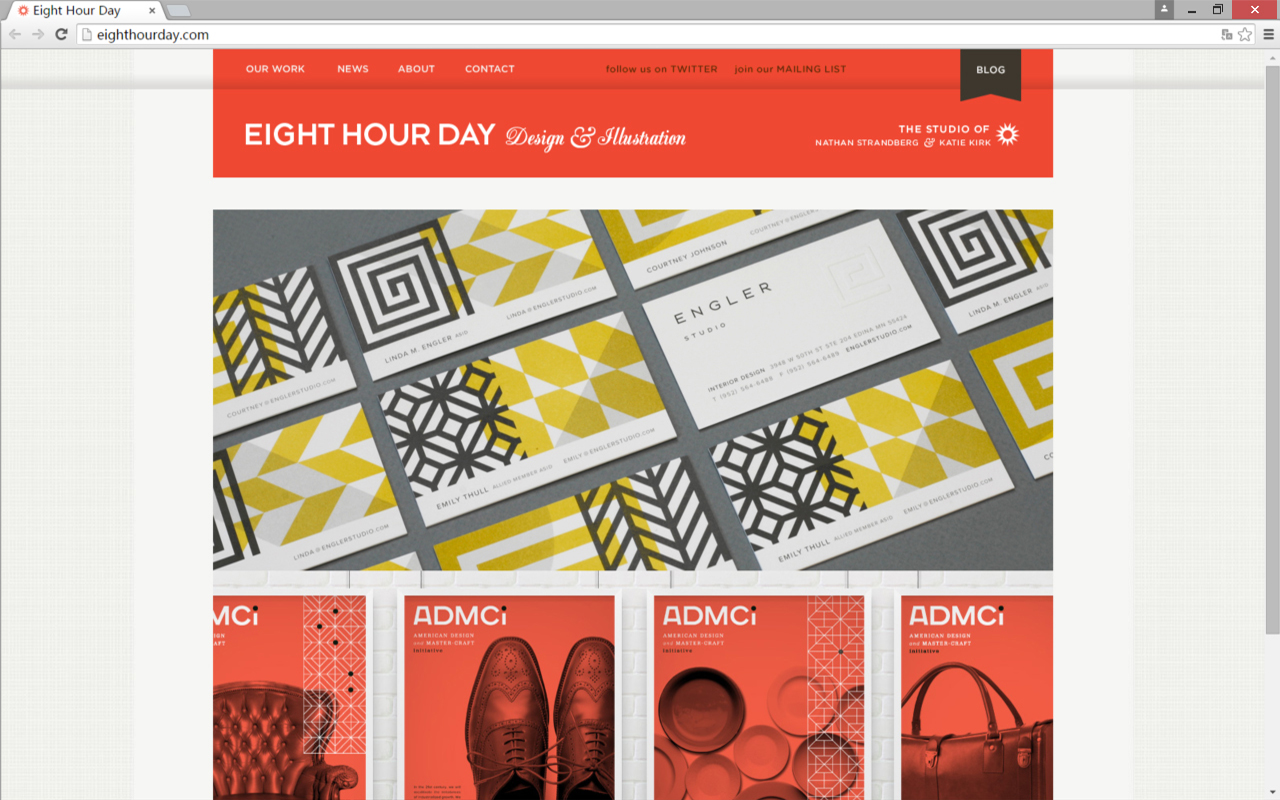 Eight Hour Day
eighthourday.com
OUR WORK NEWS ABOUT CONTACT follow us on TWITTER join our MAILING LIST BLOG
EIGHT HOUR DAY Design & Illustration
THE STUDIO OF
NATHAN STRANDBERG & KATIE KIRK
COURTNEY JOHNSON
ENGLER
STUDIO
INTERIOR DESIGN 3948 W 50TH ST STE 204 EDINA MN 55424
T (952) 564-6488 F (952) 564-6489 ENGLERSTUDIO.COM
LINDA M. ENGLER ASID LINDA@ENGLERSTUDIO.COM
LINDA M. ENGLER ASID
COURTNEY@ENGLERSTUDIO.COM
EMILY THULL ALLIED MEMBER ASID EMILY@ENGLERSTUDIO.COM
LINDA@ENGLERSTUDIO.COM
EMILY THULL ALLIED MEMBER ASID EMILY@ENGLERSTUDIO.COM
MCi
ADMCi
AMERICAN DESIGN
and MASTER-CRAFT
Initiative
ADMCi
AMERICAN DESIGN
and MASTER-CRAFT
Initiative
ADMCi
AMERICAN DESIGN
and MASTER-CRAFT
Initiative